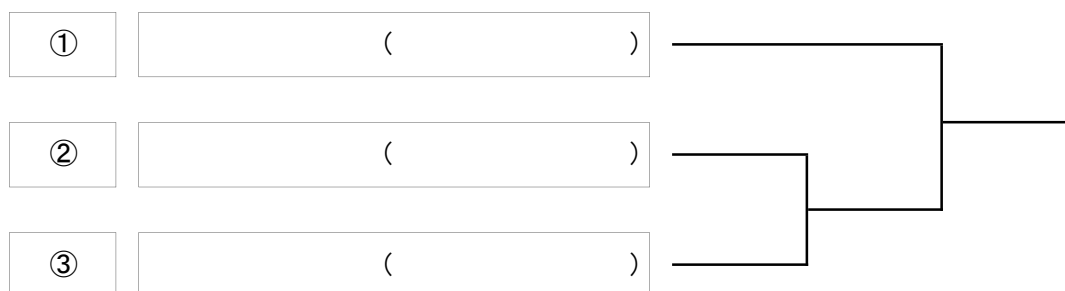 ① ( )
② ( )
③ ( )